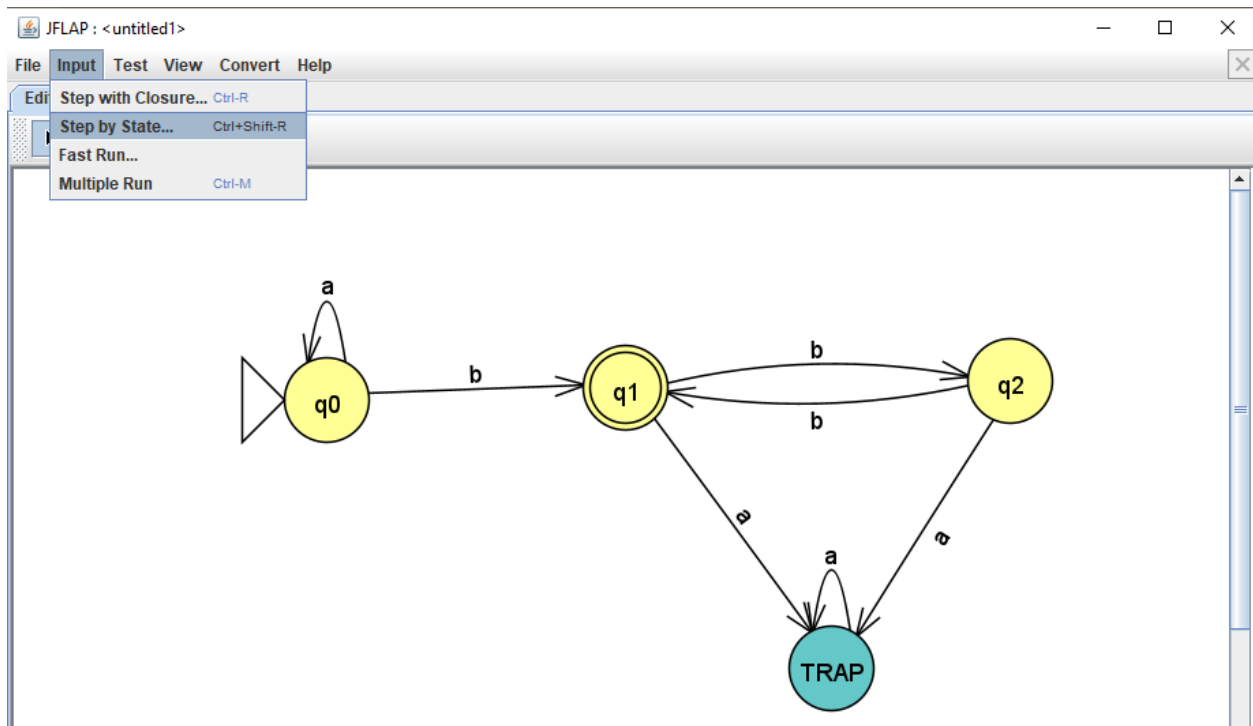 JFLAP : <untitled1>
File Input Test View Convert Help
Step with Closure... Ctrl-R
Step by State... Ctrl+Shift-R
Fast Run...
Multiple Run Ctrl-M
a
b
b
q0
q1
q2
b
a
a
a
TRAP